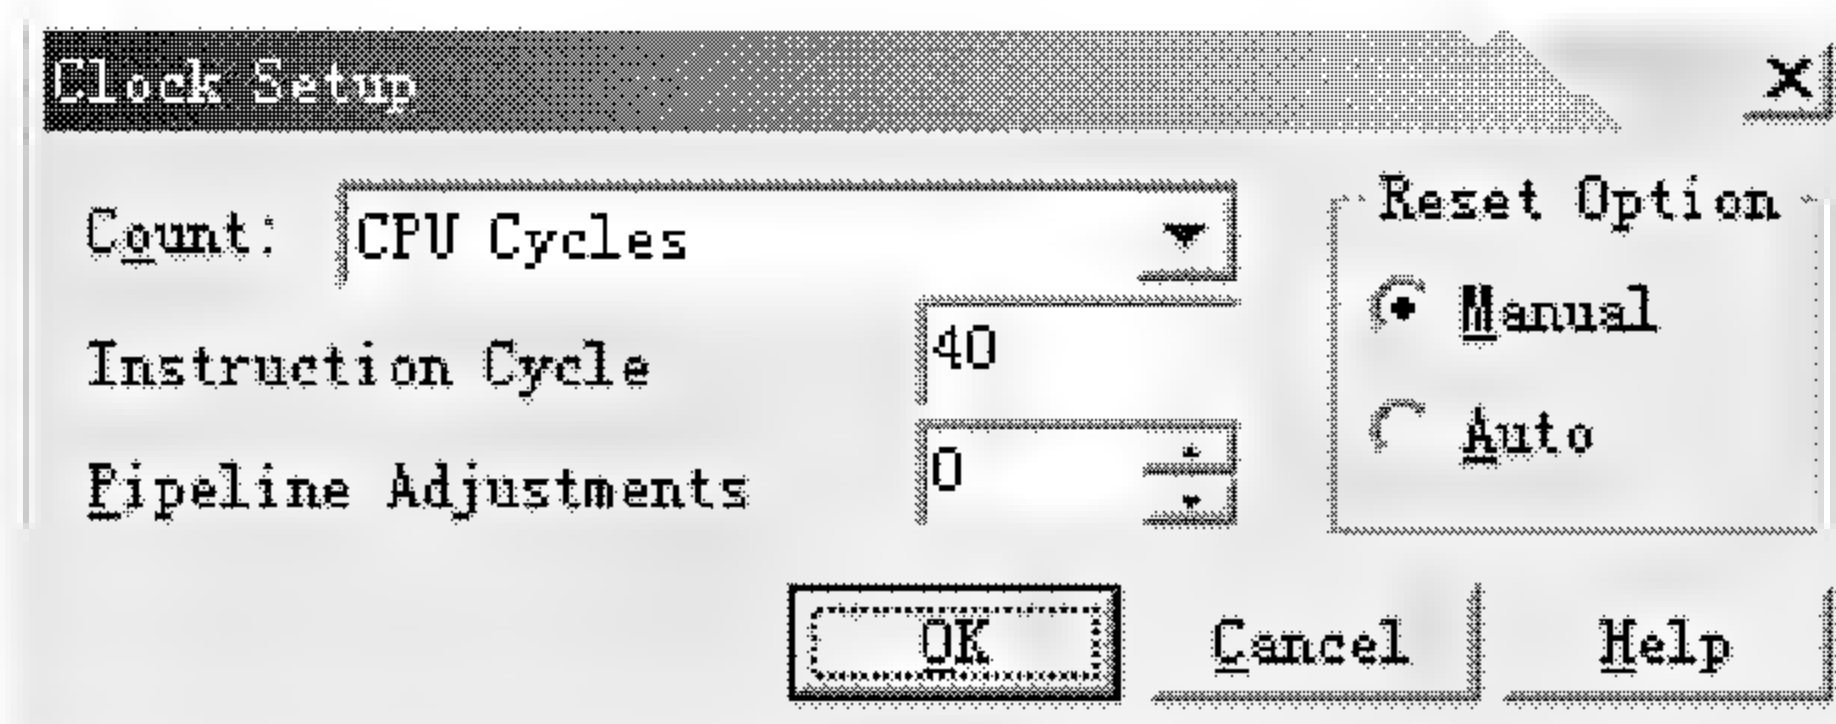 Clock Setup
Count: CPU Cycles
Instruction Cycle 40
Pipeline Adjustments 0
Reset Option
Manual
Auto
OK Cancel Help